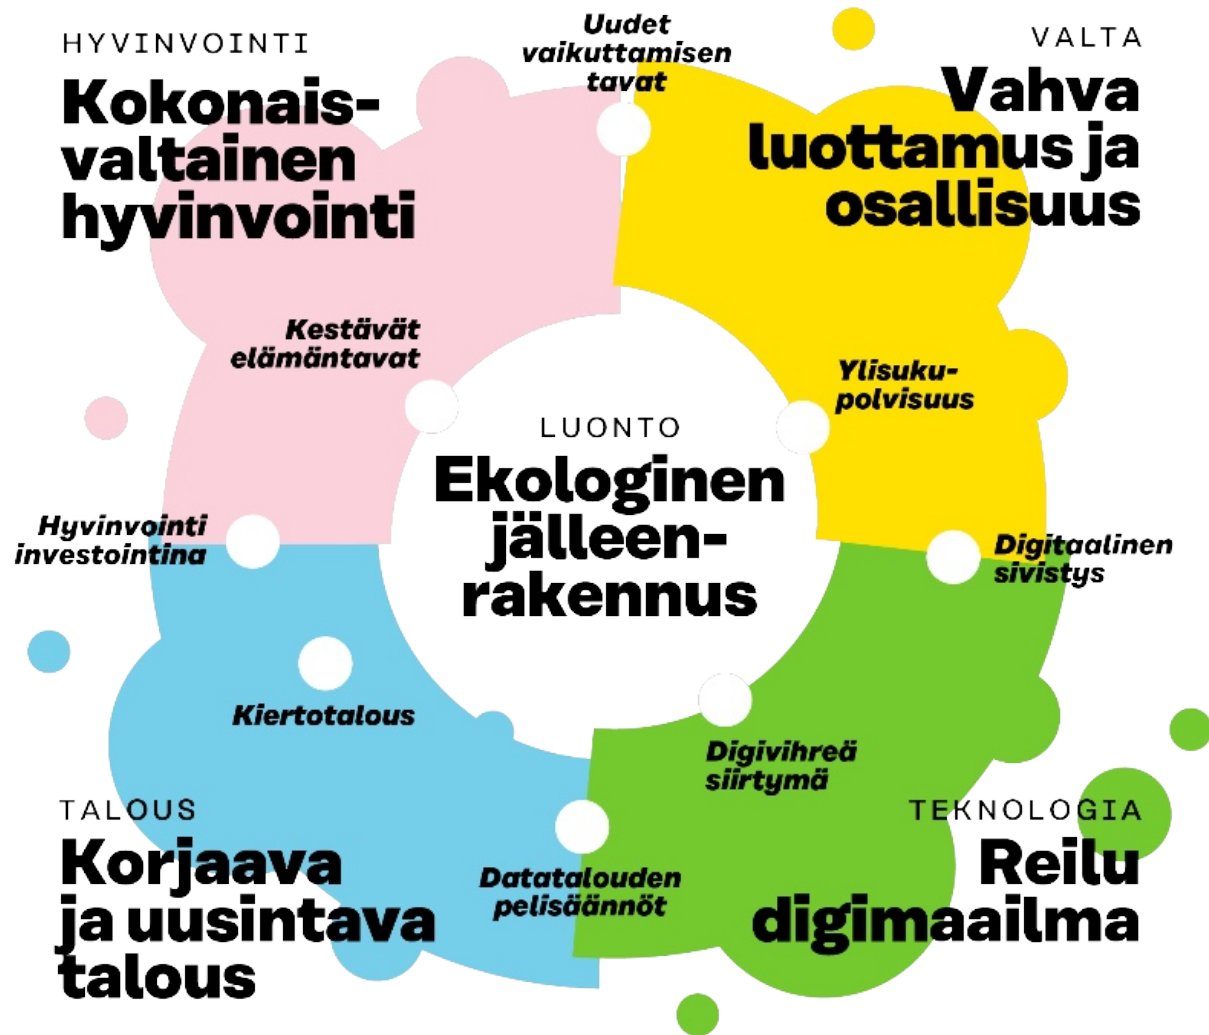 HYVINVOINTI
Kokonais-
valtainen
hyvinvointi
Uudet
vaikuttamisen
tavat
VALTA
Vahva
luottamus ja
osallisuus
Kestävät
elämäntavat
Ylisuku-
polvisuus
LUONTO
Ekologinen
jälleen-
rakennus
Hyvinvointi
investointina
Digitaalinen
sivistys
Kiertotalous
Digivihreä
siirtymä
TALOUS
Korjaava
ja uusintava
talous
Datatalouden
pelisäännöt
TEKNOLOGIA
Reilu
digimaailma